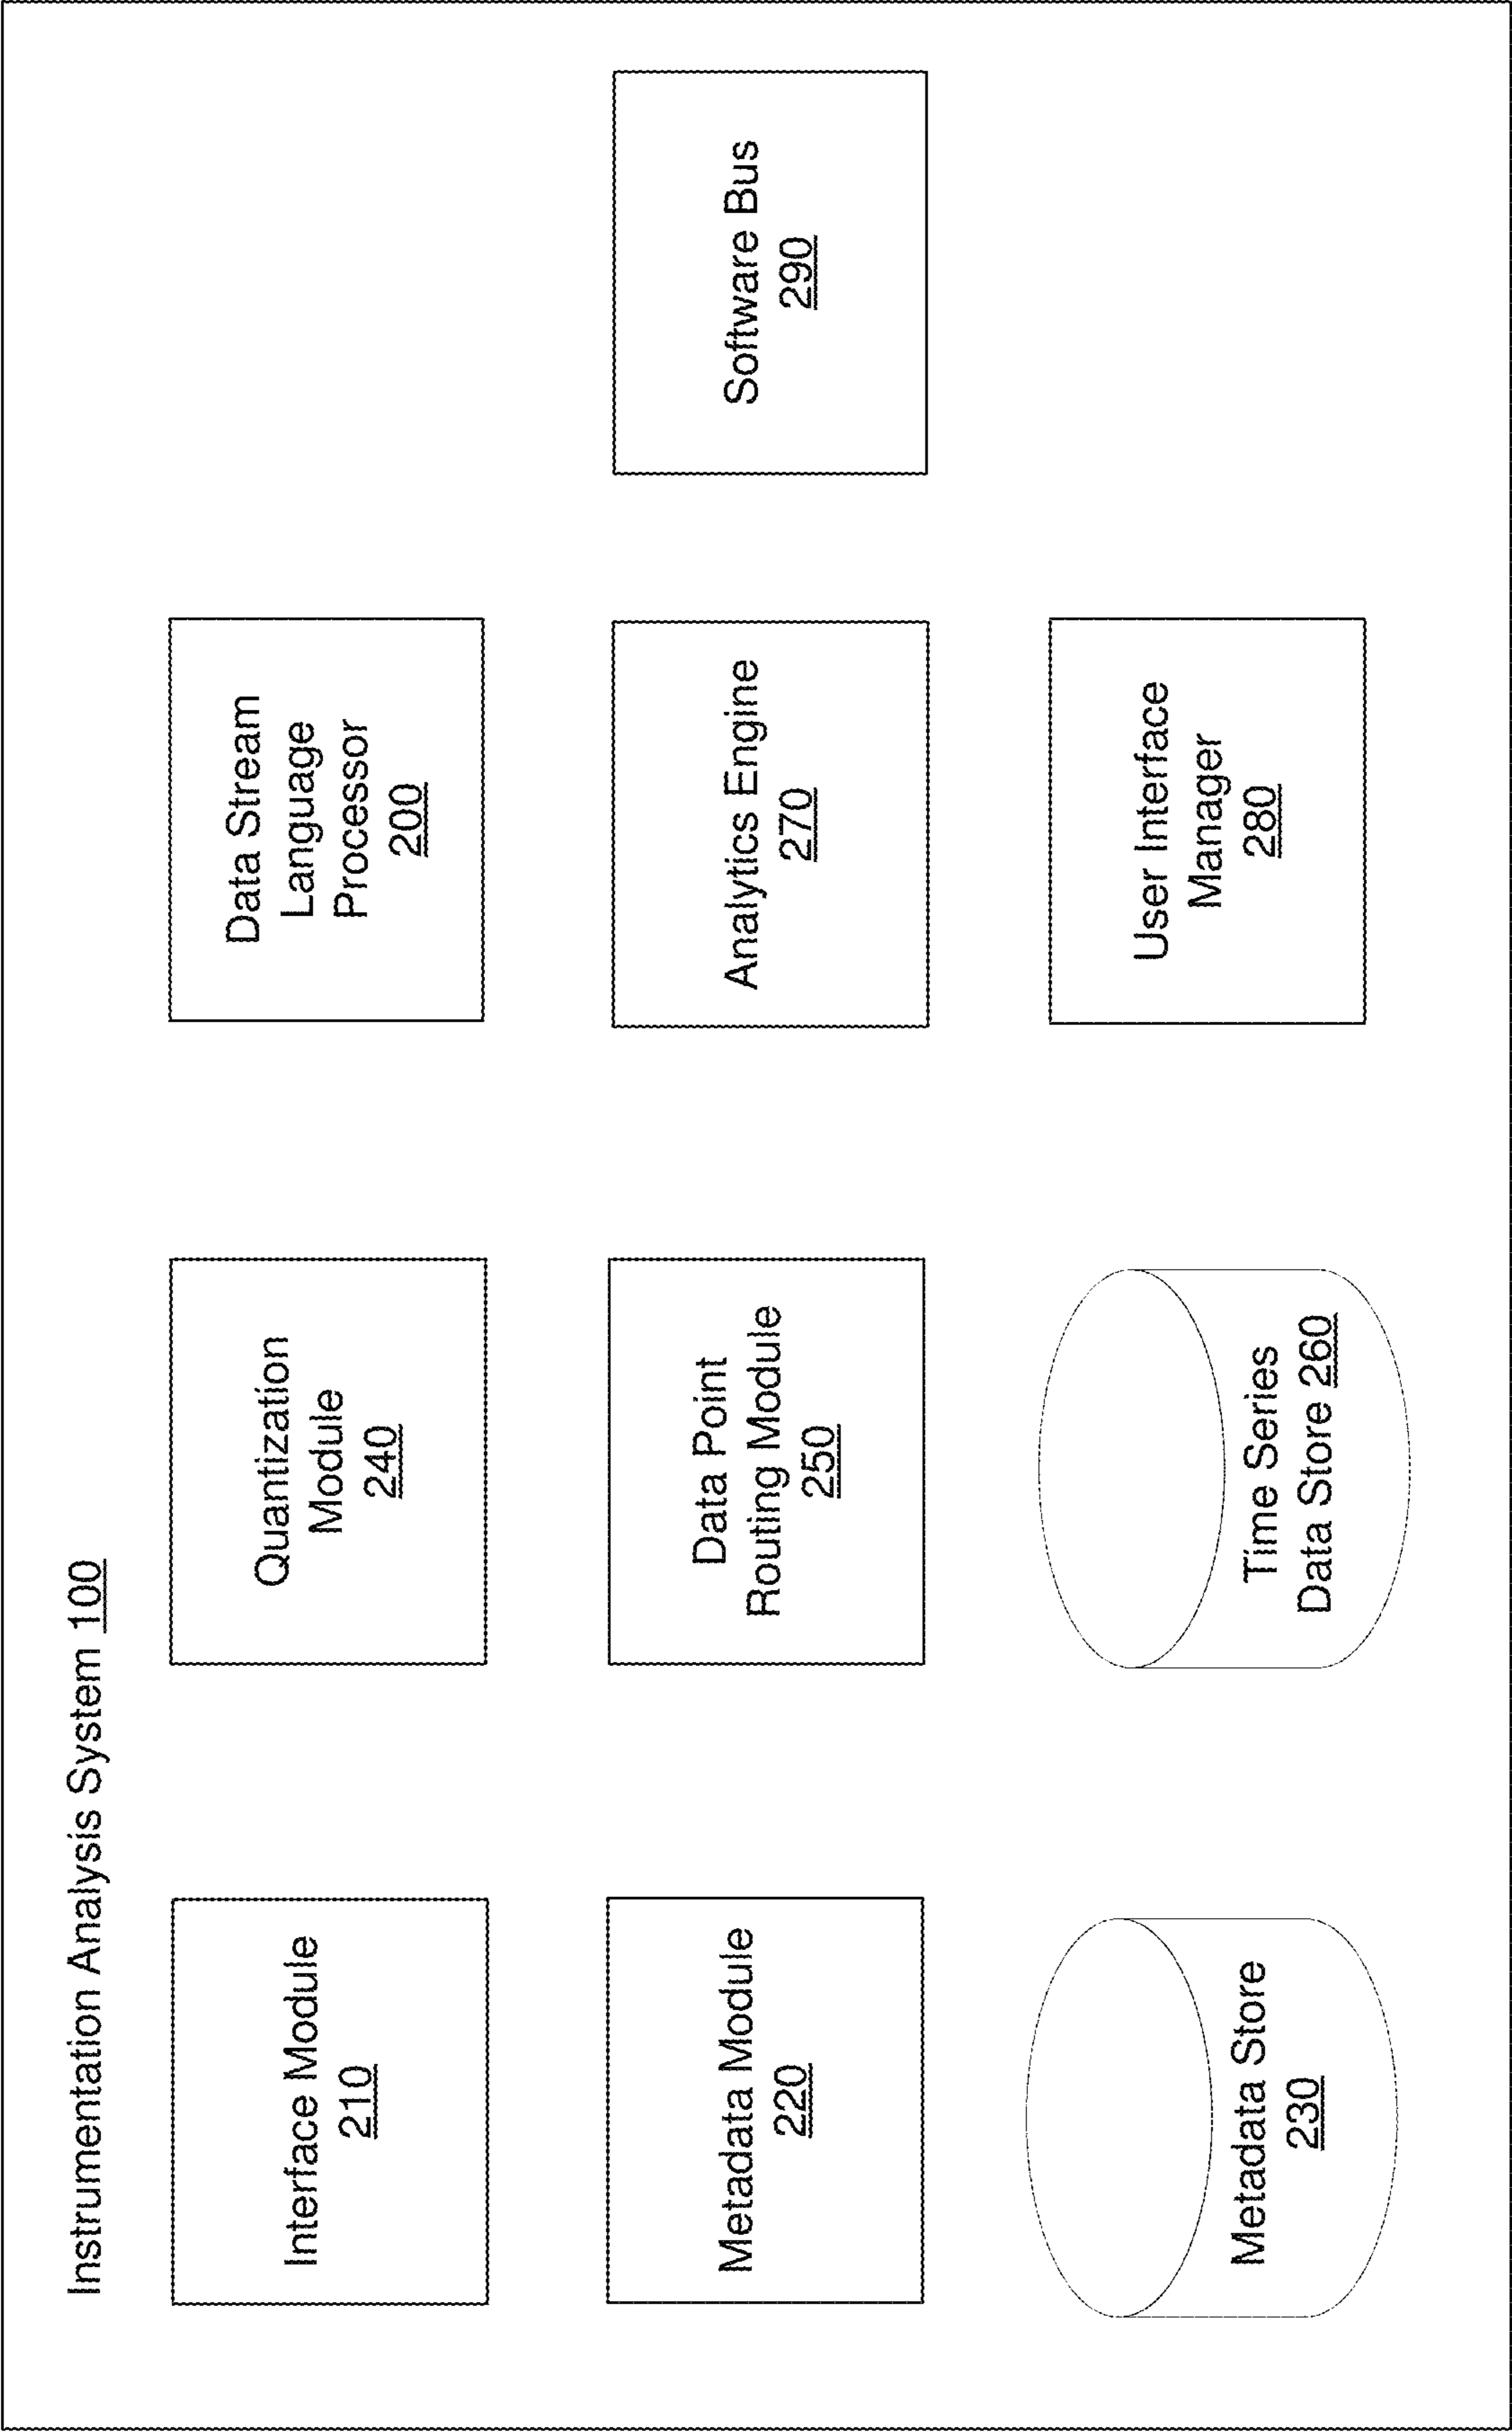 Instrumentation Analysis System 100
Interface Module
210
Quantization
Module
240
Data Stream
Language
Processor
200
Metadata Module
220
Data Point
Routing Module
250
Analytics Engine
270
Software Bus
290
Metadata Store
230
Time Series
Data Store 260
User Interface
Manager
280